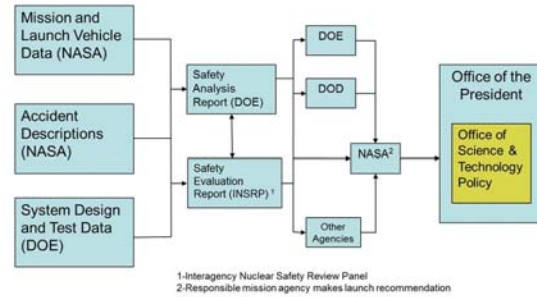 Mission and
Launch Vehicle
Data (NASA)
Accident
Descriptions
(NASA)
System Design
and Test Data
(DOE)
Safety
Analysis
Report (DOE)
Safety
Evaluation
Report (INSRP) 1
DOE
DOD
NASA2
Other
Agencies
Office of the
President
Office of
Science &
Technology
Policy
1-Interagency Nuclear Safety Review Panel
2-Responsible mission agency makes launch recommendation